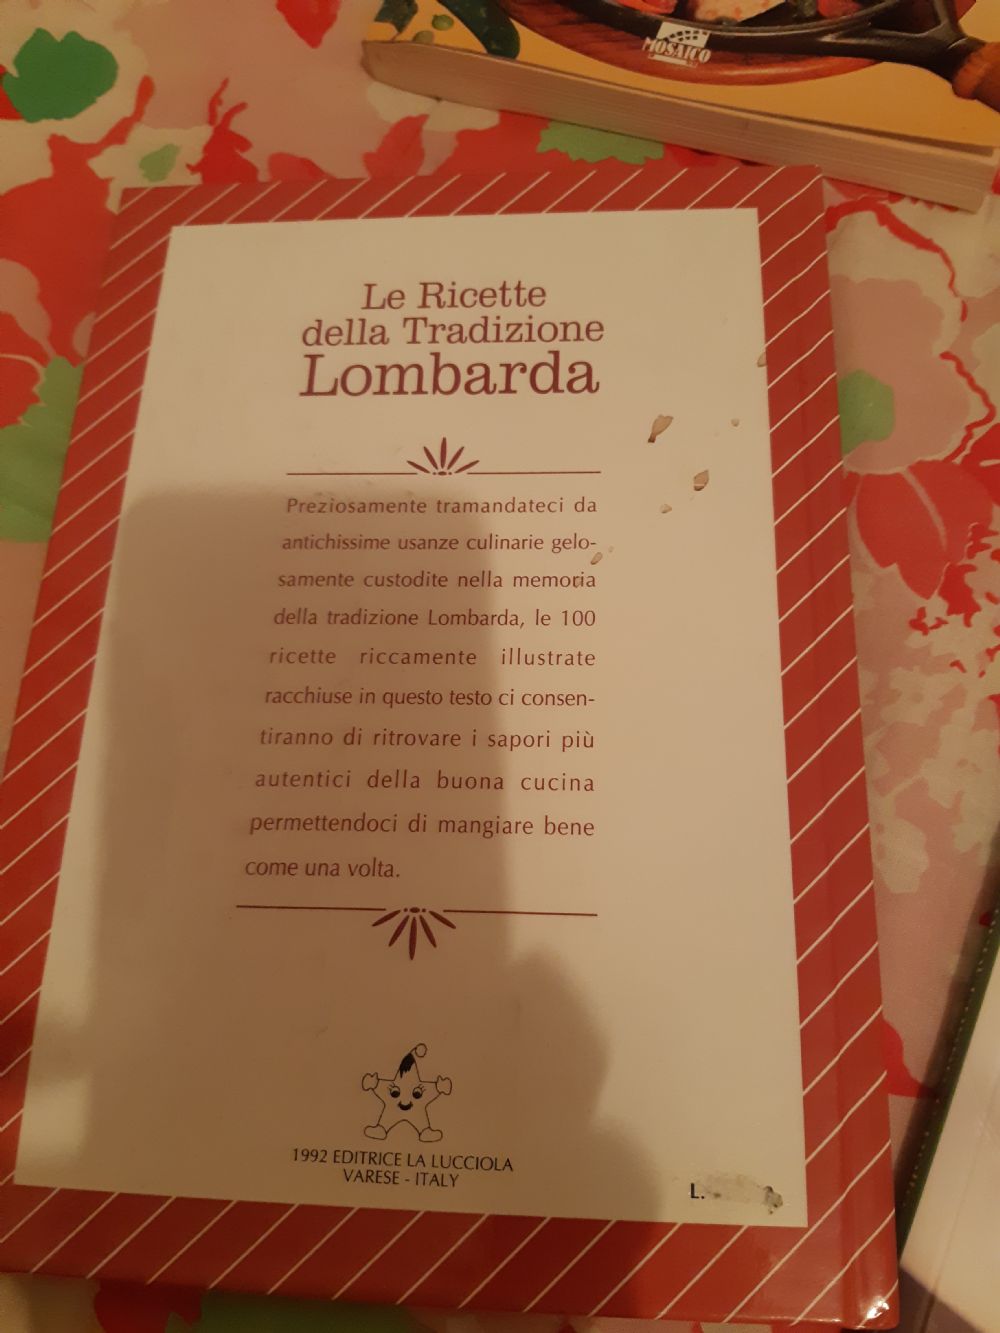 MOSAICO
Le Ricette
della Tradizione
Lombarda
Preziosamente tramandateci da
antichissime usanze culinarie gelo-
samente custodite nella memoria
della tradizione Lombarda, le 100
ricette riccamente illustrate
racchiuse in questo testo ci consen-
tiranno di ritrovare i sapori più
autentici della buona cucina
permettendoci di mangiare bene
come una volta.
1992 EDITRICE LA LUCCIOLA
VARESE - ITALY
L.